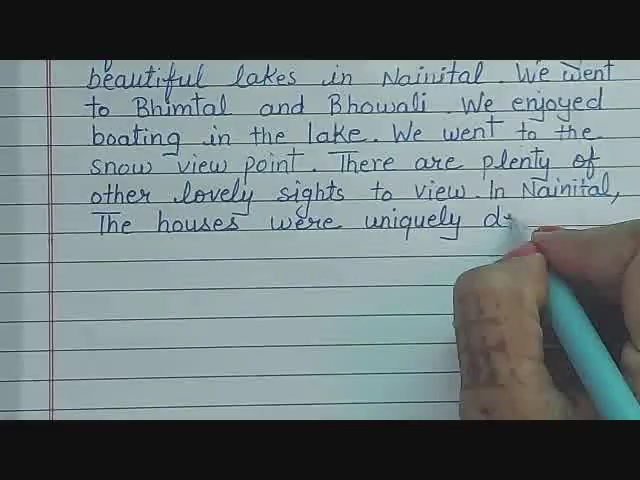 beautiful lakes in Nainital. We went
to Bhimtal and Bhowali. We enjoyed
boating in the lake. We went to the
snow view point. There are plenty of
other lovely sights to view. In Nainital,
The houses were uniquely